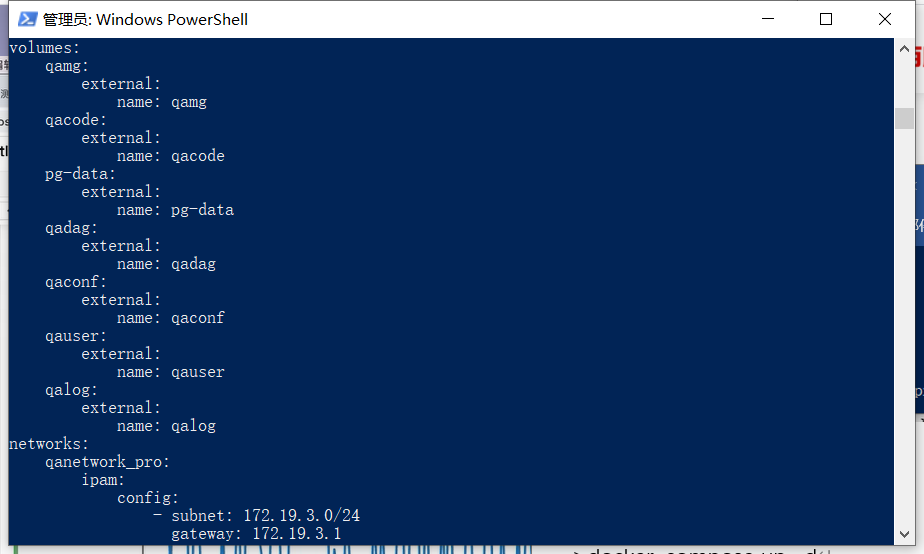 管理员: Windows PowerShell
volumes:
    qamg:
        external:
            name: qamg
    qacode:
        external:
            name: qacode
    pg-data:
        external:
            name: pg-data
    qadag:
        external:
            name: qadag
    qaconf:
        external:
            name: qaconf
    qauser:
        external:
            name: qauser
    qalog:
        external:
            name: qalog
networks:
    qanetwork_pro:
        ipam:
            config:
                - subnet: 172.19.3.0/24
                  gateway: 172.19.3.1